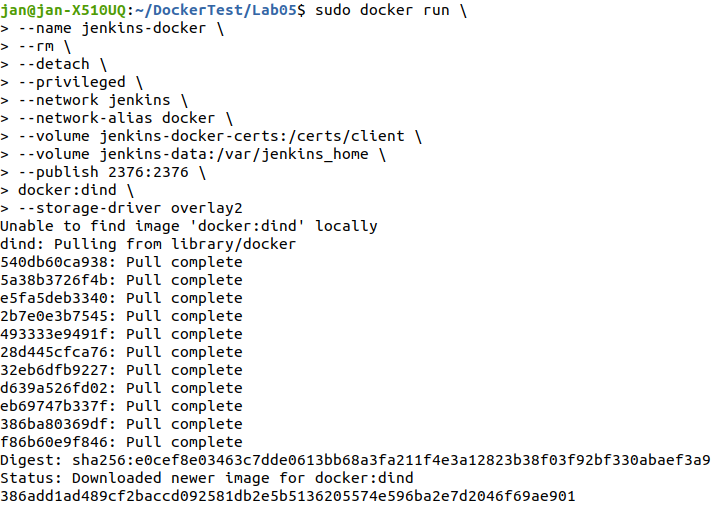 jan@jan-X510UQ:~/DockerTest/Lab05$ sudo docker run \
> --name jenkins-docker \
> --rm \
> --detach \
> --privileged \
> --network jenkins \
> --network-alias docker \
> --volume jenkins-docker-certs:/certs/client \
> --volume jenkins-data:/var/jenkins_home \
> --publish 2376:2376 \
> docker:dind \
> --storage-driver overlay2
Unable to find image 'docker:dind' locally
dind: Pulling from library/docker
540db60ca938: Pull complete
5a38b3726f4b: Pull complete
e5fa5deb3340: Pull complete
2b7e0e3b7545: Pull complete
493333e9491f: Pull complete
28d445cfca76: Pull complete
32eb6dfb9227: Pull complete
d639a526fd02: Pull complete
eb69747b337f: Pull complete
386ba80369df: Pull complete
f86b60e9f846: Pull complete
Digest: sha256:e0cef8e03463c7dde0613bb68a3fa211f4e3a12823b38f03f92bf330abaef3a9
Status: Downloaded newer image for docker:dind
386add1ad489cf2baccd092581db2e5b5136205574e596ba2e7d2046f69ae901